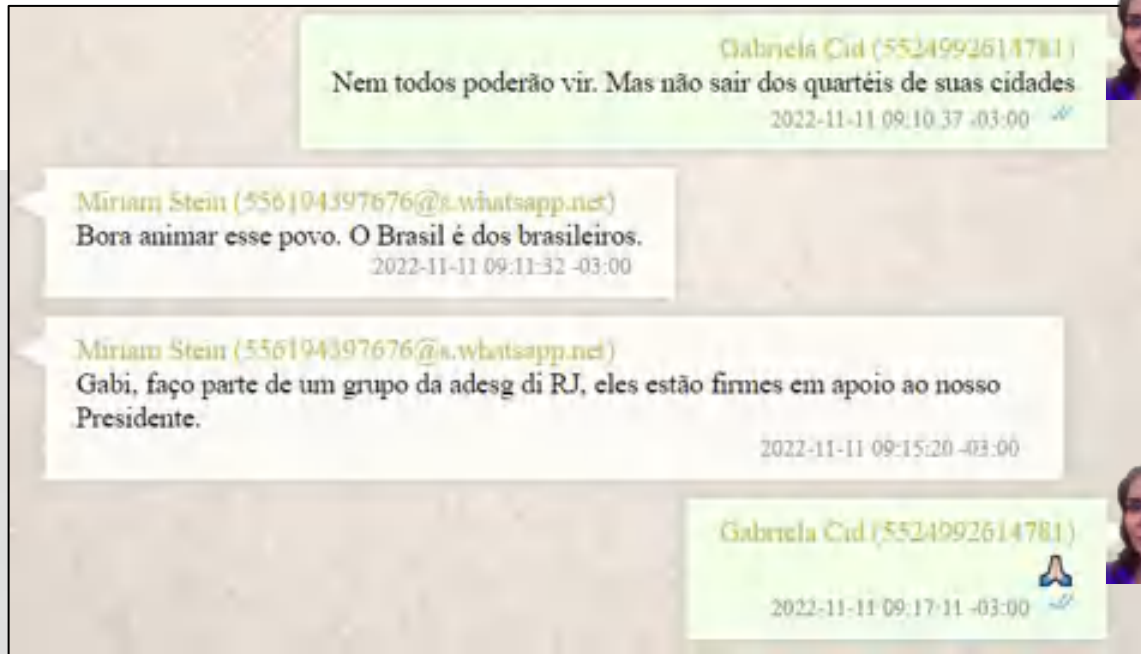 Gabriela Cid (5524992614781)
Nem todos poderão vir. Mas não sair dos quartéis de suas cidades
2022-11-11 09:10:37 -03:00
Miriam Stein (556194397676@s.whatsapp.net)
Bora animar esse povo. O Brasil é dos brasileiros.
2022-11-11 09:11:32 -03:00
Miriam Stein (556194397676@s.whatsapp.net)
Gabi, faço parte de um grupo da adesg di RJ, eles estão firmes em apoio ao nosso
Presidente.
2022-11-11 09:15:20 -03:00
Gabriela Cid (5524992614781)
🙏🏻
2022-11-11 09:17:11 -03:00